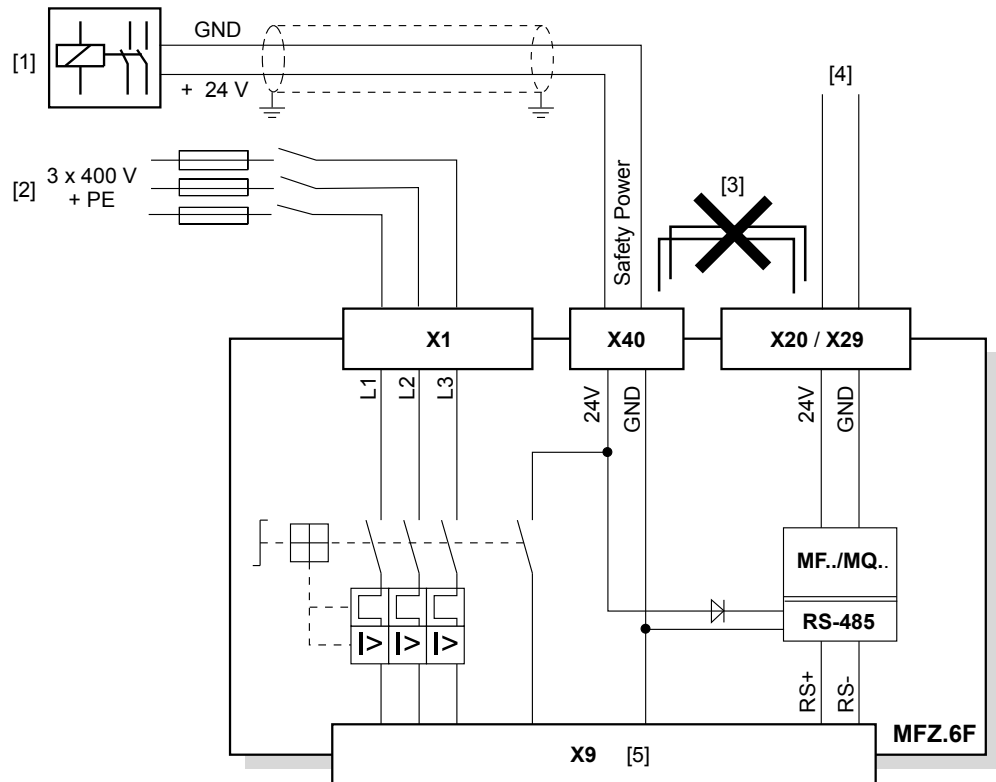 [1]
GND
+ 24 V
[2]
3 x 400 V
+ PE
Safety Power
[3]
[4]
X1
X40
X20 / X29
L1
L2
L3
24V
GND
24V
GND
MF../MQ..
RS-485
I>
I>
I>
RS+
RS-
MFZ.6F
X9 [5]